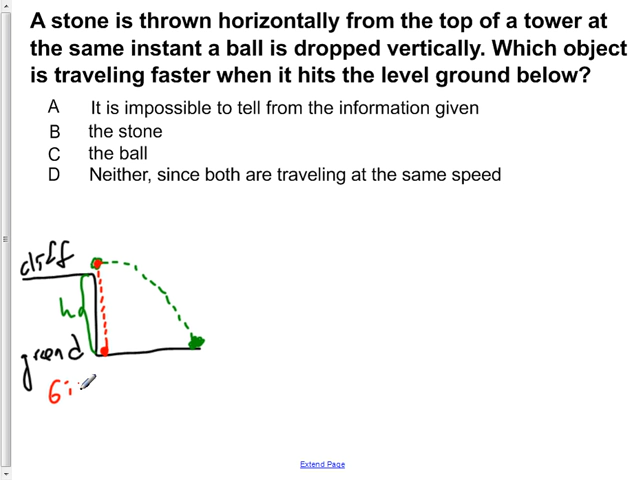 A stone is thrown horizontally from the top of a tower at
the same instant a ball is dropped vertically. Which object
is traveling faster when it hits the level ground below?
A It is impossible to tell from the information given
B the stone
C the ball
D Neither, since both are traveling at the same speed
cliff
h
ground
Gi
Extend Page